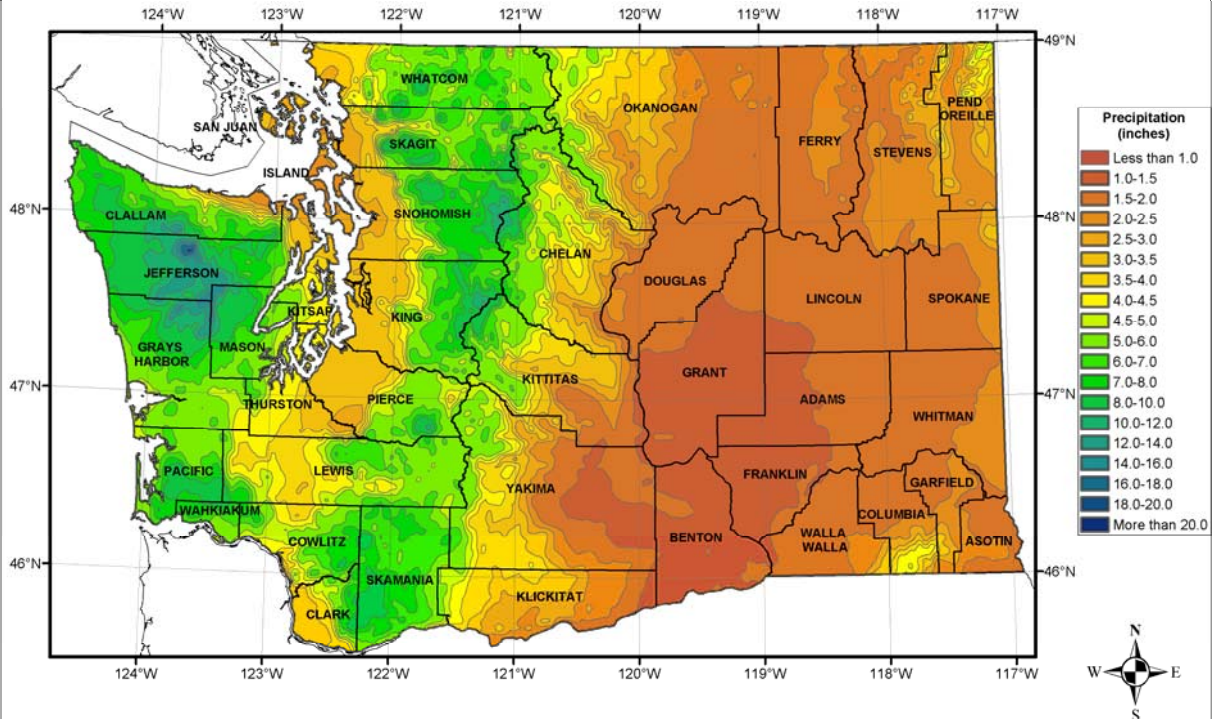 124°W 123°W 122°W 121°W 120°W 119°W 118°W 117°W
49°N
WHATCOM
OKANOGAN
PEND
OREILLE
SAN JUAN
SKAGIT
FERRY
STEVENS
ISLAND
48°N
CLALLAM
SNOHOMISH
48°N
CHELAN
JEFFERSON
DOUGLAS
LINCOLN
SPOKANE
KITSAP
KING
GRAYS
HARBOR
MASON
GRANT
KITTITAS
47°N
THURSTON
PIERCE
ADAMS
47°N
WHITMAN
PACIFIC
LEWIS
YAKIMA
FRANKLIN
GARFIELD
WAHKIAKUM
COLUMBIA
COWLITZ
BENTON
WALLA
WALLA
ASOTIN
46°N
SKAMANIA
46°N
KLICKITAT
CLARK
124°W 123°W 122°W 121°W 120°W 119°W 118°W 117°W
Precipitation
(inches)
Less than 1.0
1.0-1.5
1.5-2.0
2.0-2.5
2.5-3.0
3.0-3.5
3.5-4.0
4.0-4.5
4.5-5.0
5.0-6.0
6.0-7.0
7.0-8.0
8.0-10.0
10.0-12.0
12.0-14.0
14.0-16.0
16.0-18.0
18.0-20.0
More than 20.0
N
W E
S